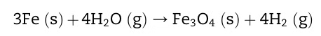 3Fe (s) + 4H₂O (g) → Fe₃O₄ (s) + 4H₂ (g)